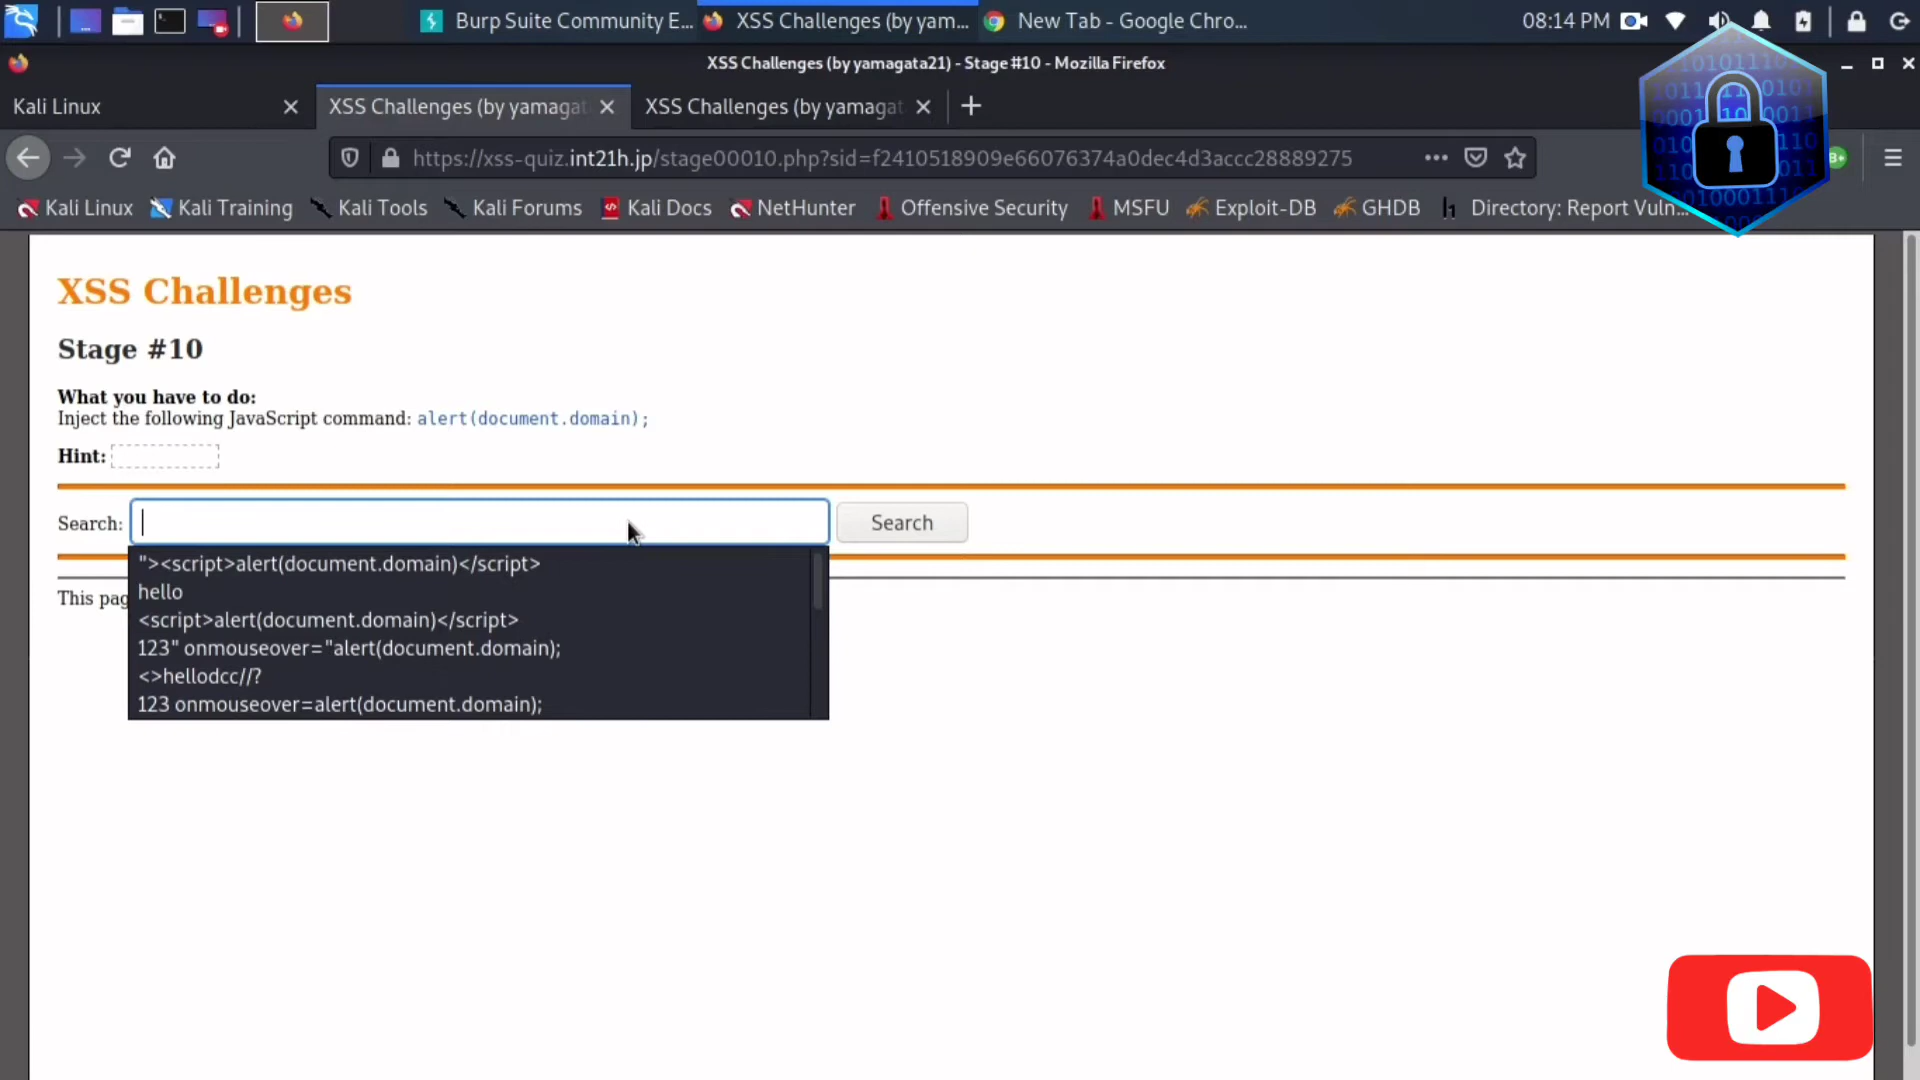 Burp Suite Community E...
XSS Challenges (by yam...
New Tab - Google Chro...
08:14 PM
XSS Challenges (by yamagata21) - Stage #10 - Mozilla Firefox
Kali Linux
XSS Challenges (by yamagat
XSS Challenges (by yamagat
https://xss-quiz.int21h.jp/stage00010.php?sid=f2410518909e66076374a0dec4d3accc28889275
Kali Linux
Kali Training
Kali Tools
Kali Forums
Kali Docs
NetHunter
Offensive Security
MSFU
Exploit-DB
GHDB
Directory: Report Vuln...
XSS Challenges
Stage #10
What you have to do:
Inject the following JavaScript command: alert(document.domain);
Hint:
Search:
Search
"><script>alert(document.domain)</script>
hello
<script>alert(document.domain)</script>
123" onmouseover="alert(document.domain);
<>hellodcc//?
123 onmouseover=alert(document.domain);
This pag